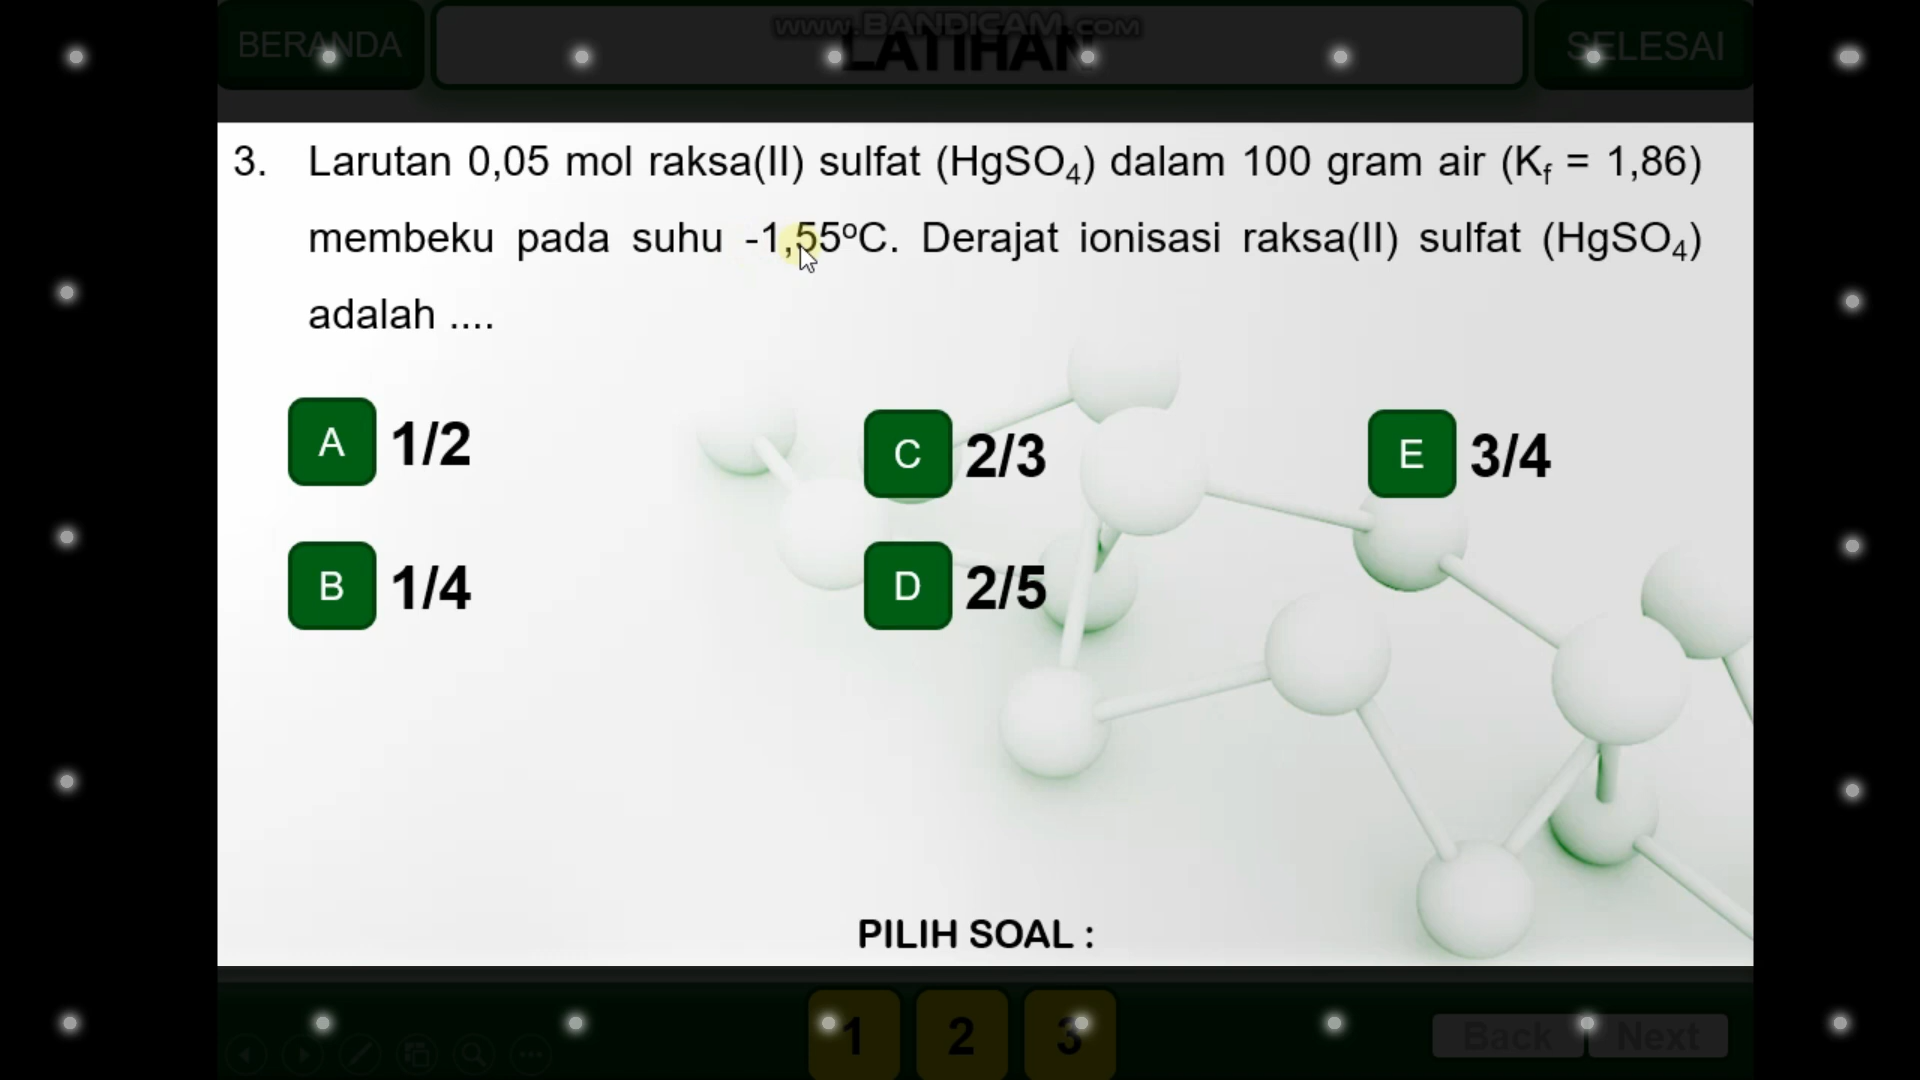 www.BANDICAM.com
BERANDA
LATIHAN
SELESAI
3. Larutan 0,05 mol raksa(II) sulfat (HgSO₄) dalam 100 gram air (K_f = 1,86)
membeku pada suhu -1,55ºC. Derajat ionisasi raksa(II) sulfat (HgSO₄)
adalah ....
A 1/2
C 2/3
E 3/4
B 1/4
D 2/5
PILIH SOAL :
1 2 3
Back Next